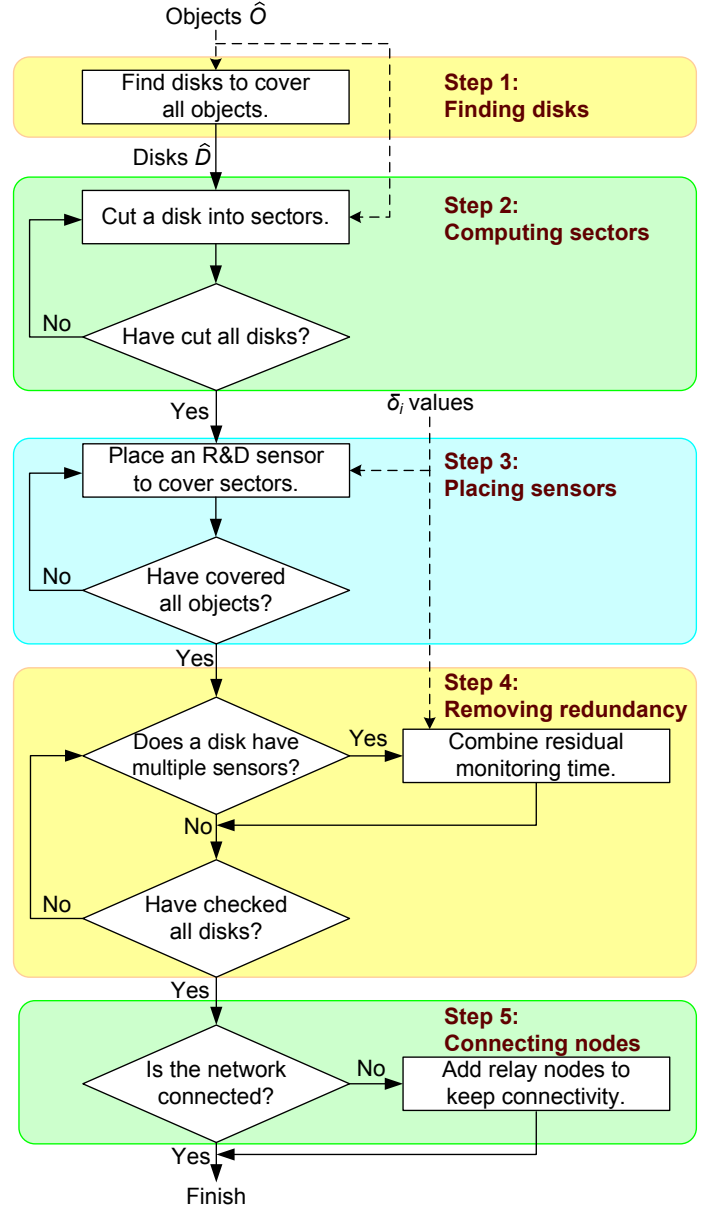 Objects Ô
Find disks to cover
all objects.
Step 1:
Finding disks
Disks D̂
Cut a disk into sectors.
Step 2:
Computing sectors
No
Have cut all disks?
Yes
δi values
Place an R&D sensor
to cover sectors.
Step 3:
Placing sensors
No
Have covered
all objects?
Yes
Step 4:
Removing redundancy
Does a disk have
multiple sensors?
Yes
Combine residual
monitoring time.
No
No
Have checked
all disks?
Yes
Step 5:
Connecting nodes
Is the network
connected?
No
Add relay nodes to
keep connectivity.
Yes
Finish